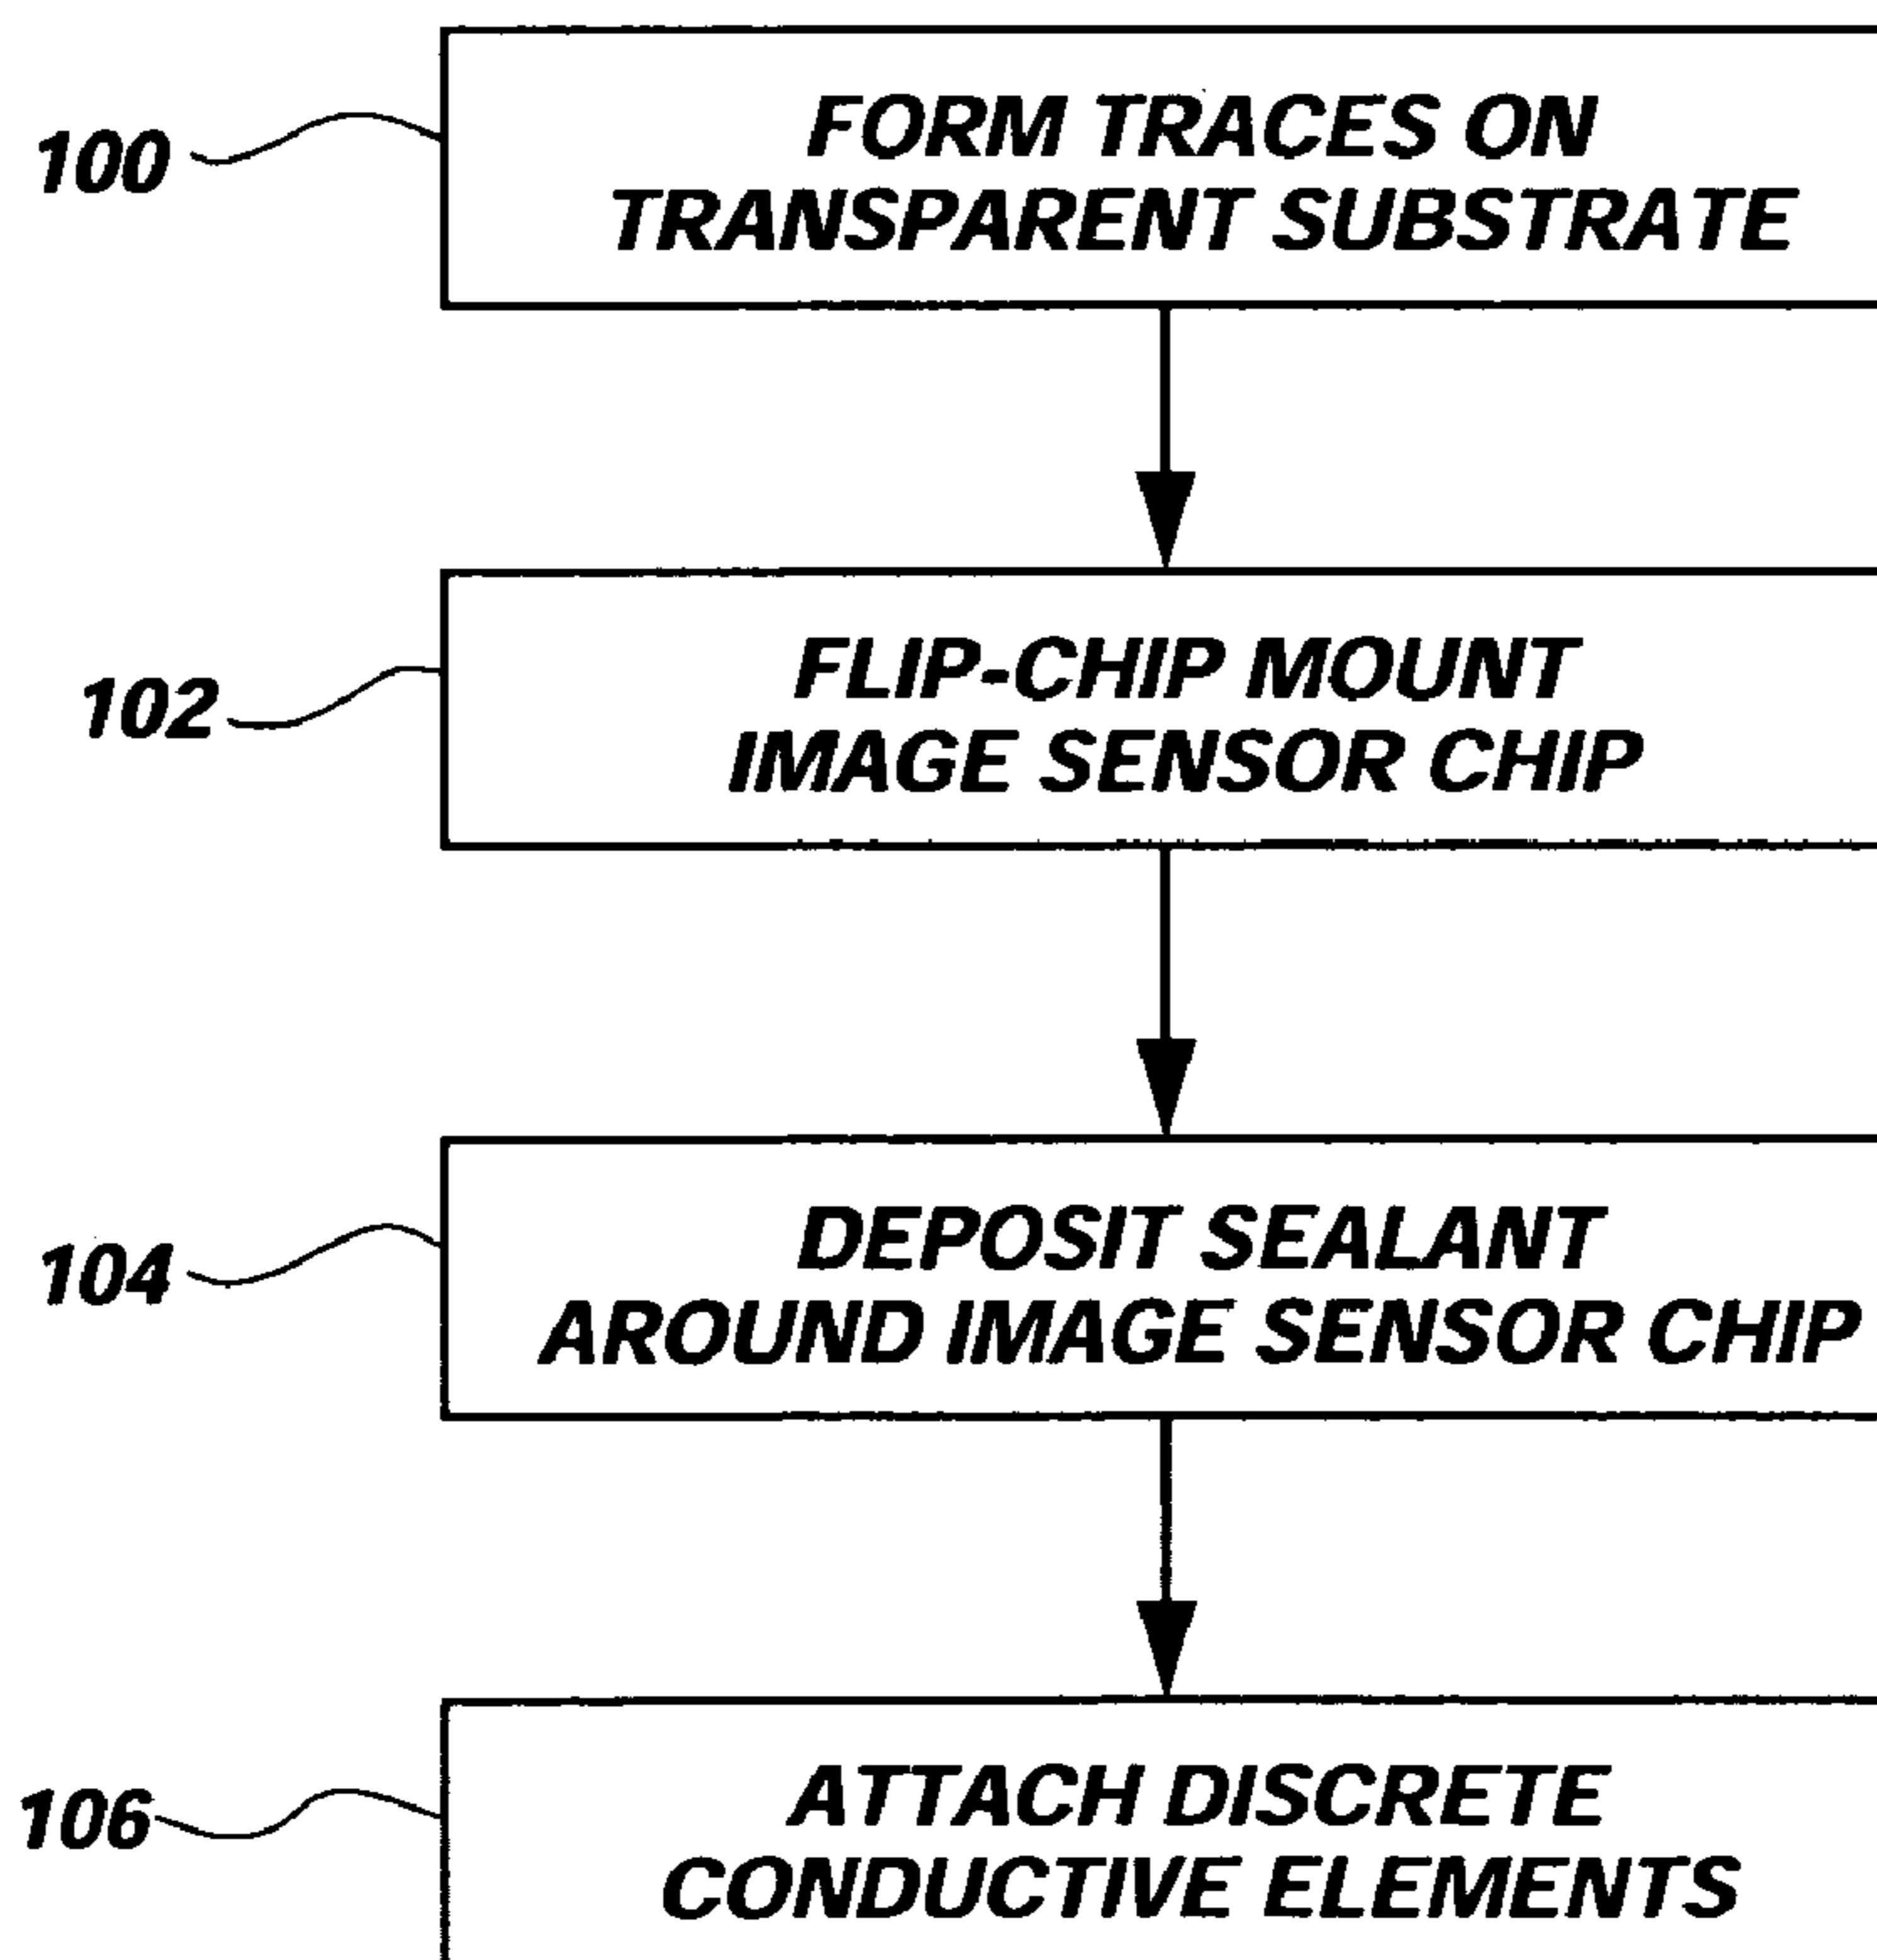 100
FORM TRACES ON
TRANSPARENT SUBSTRATE
102
FLIP-CHIP MOUNT
IMAGE SENSOR CHIP
104
DEPOSIT SEALANT
AROUND IMAGE SENSOR CHIP
106
ATTACH DISCRETE
CONDUCTIVE ELEMENTS